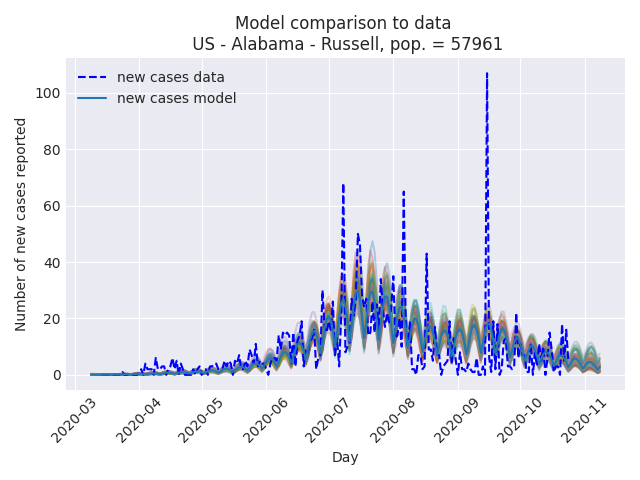 Model comparison to data
US - Alabama - Russell, pop. = 57961
new cases data
new cases model
Number of new cases reported
100
80
60
40
20
0
2020-03
2020-04
2020-05
2020-06
2020-07
2020-08
2020-09
2020-10
2020-11
Day